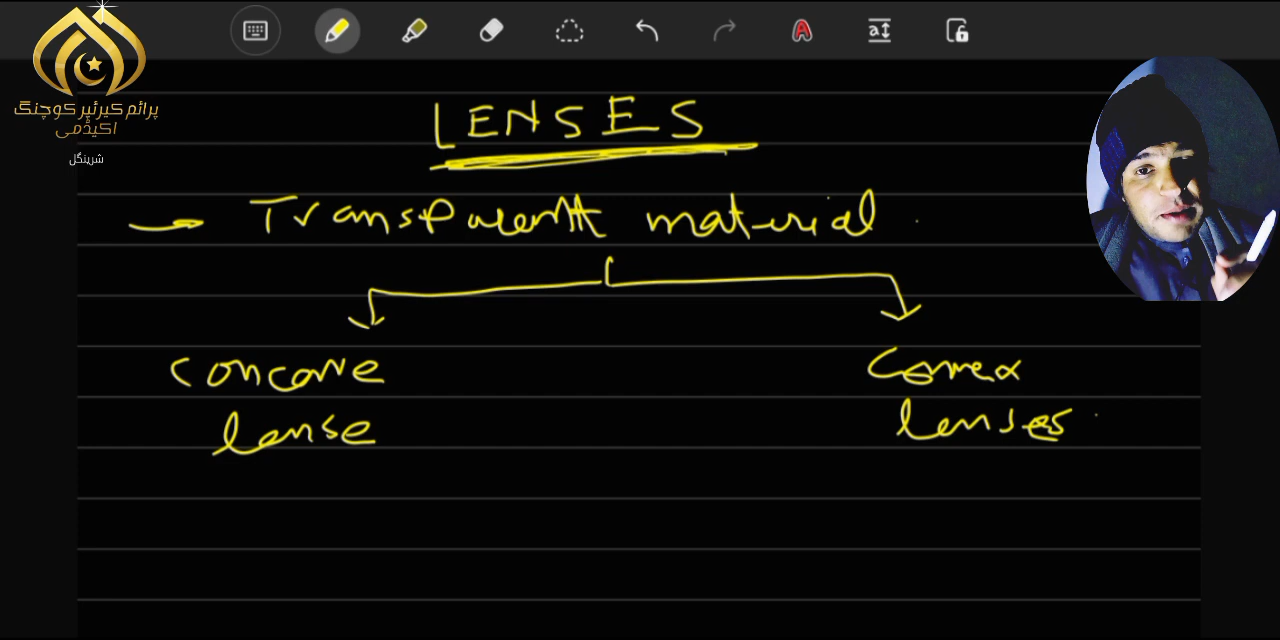 پرائم کیرئیر کوچنگ
اکیڈمی
شرینگل
LENSES
Transparent material
concave
lense
Convex
lenses